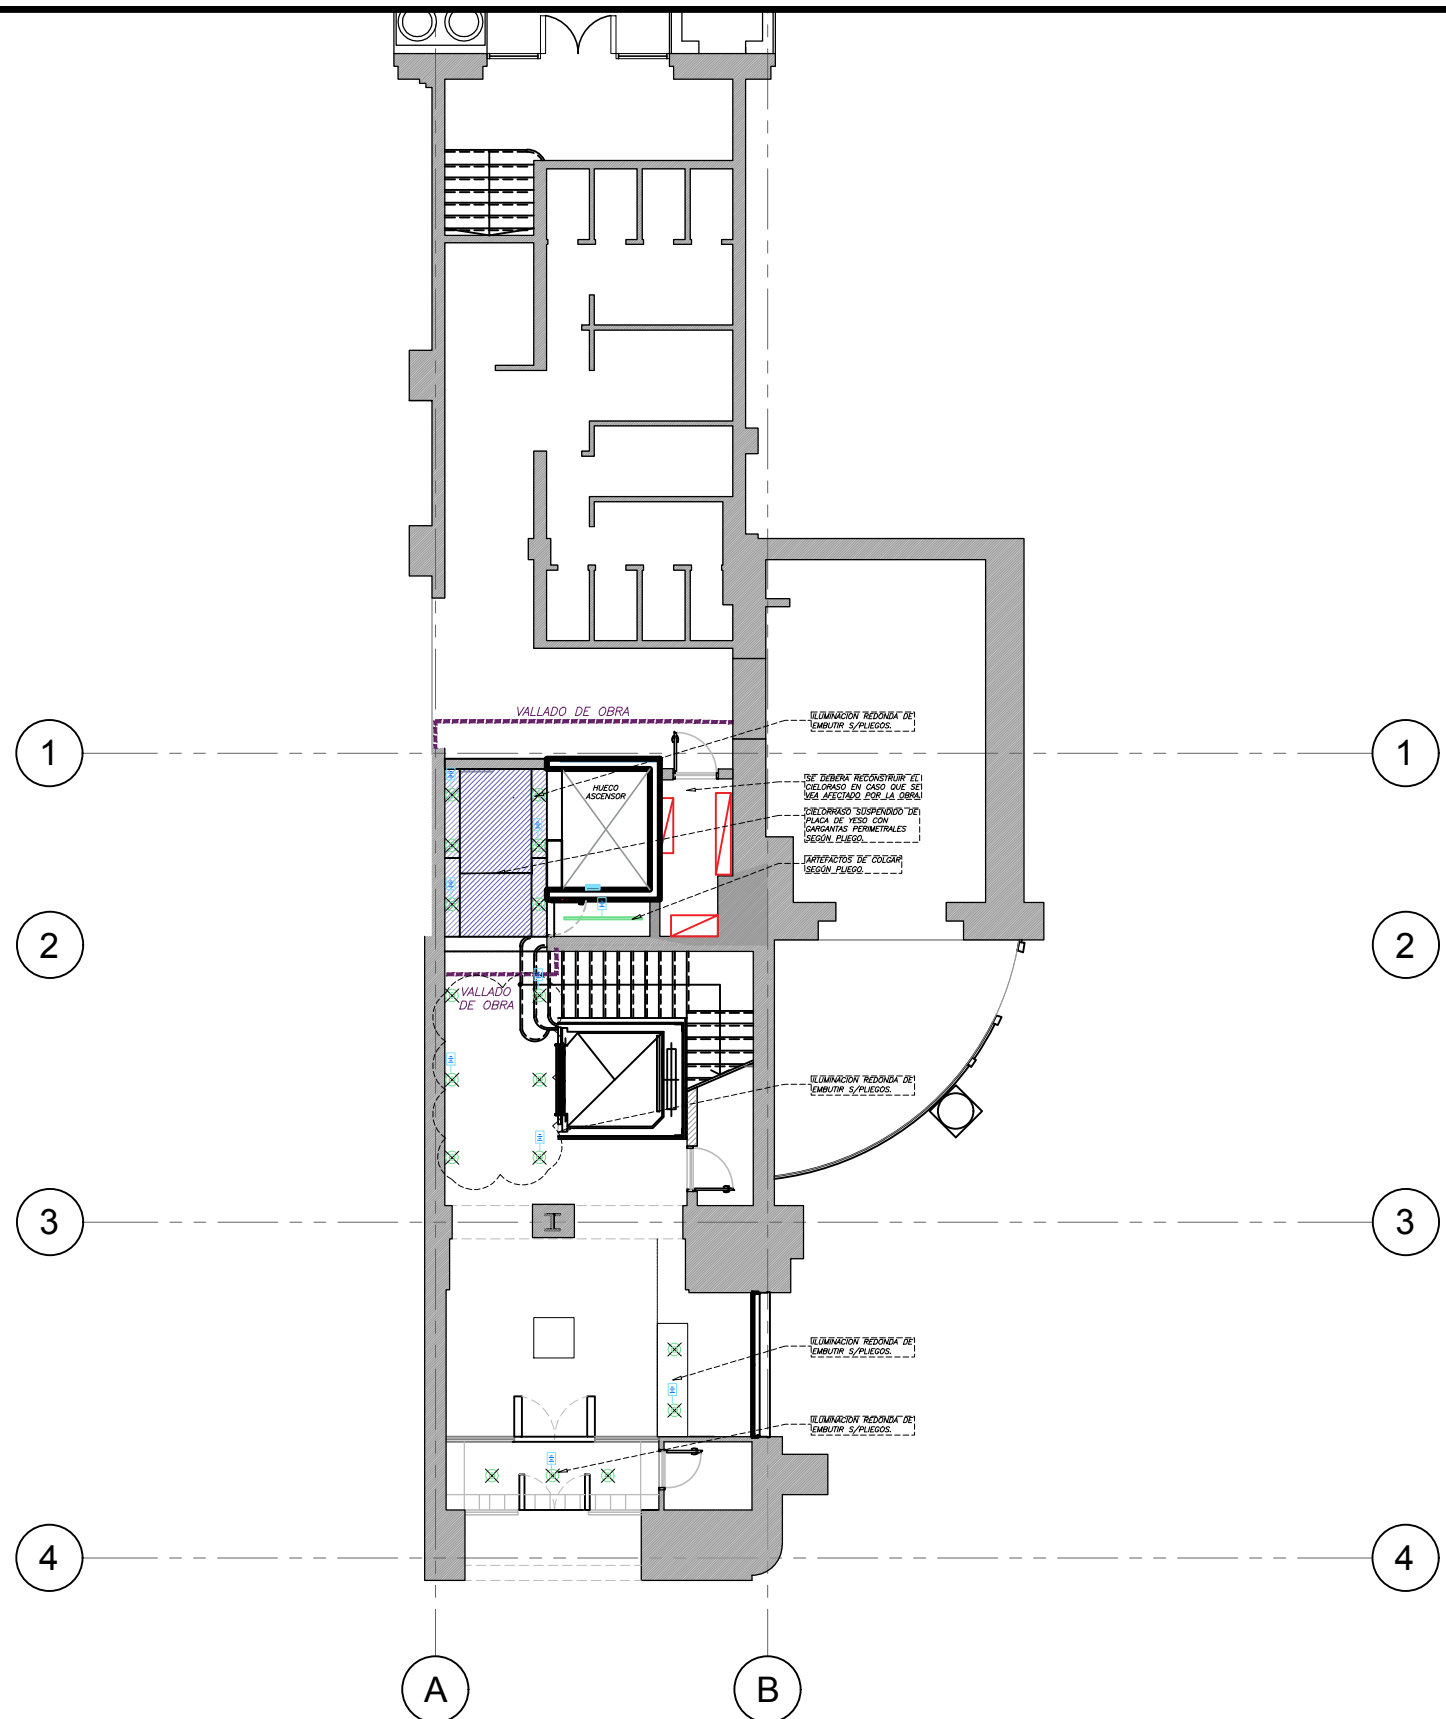 VALLADO DE OBRA
ILUMINACION REDONDA DE
EMBUTIR S/PLIEGOS.
1
1
SE DEBERA RECONSTRUIR EL
CIELORASO EN CASO QUE SE
VEA AFECTADO POR LA OBRA
HUECO
ASCENSOR
CIELORRASO SUSPENDIDO DE
PLACA DE YESO CON
GARGANTAS PERIMETRALES
SEGÚN PLIEGO.
ARTEFACTOS DE COLGAR
SEGÚN PLIEGO.
2
2
VALLADO
DE OBRA
ILUMINACION REDONDA DE
EMBUTIR S/PLIEGOS.
3
3
ILUMINACION REDONDA DE
EMBUTIR S/PLIEGOS.
ILUMINACION REDONDA DE
EMBUTIR S/PLIEGOS.
4
4
A
B